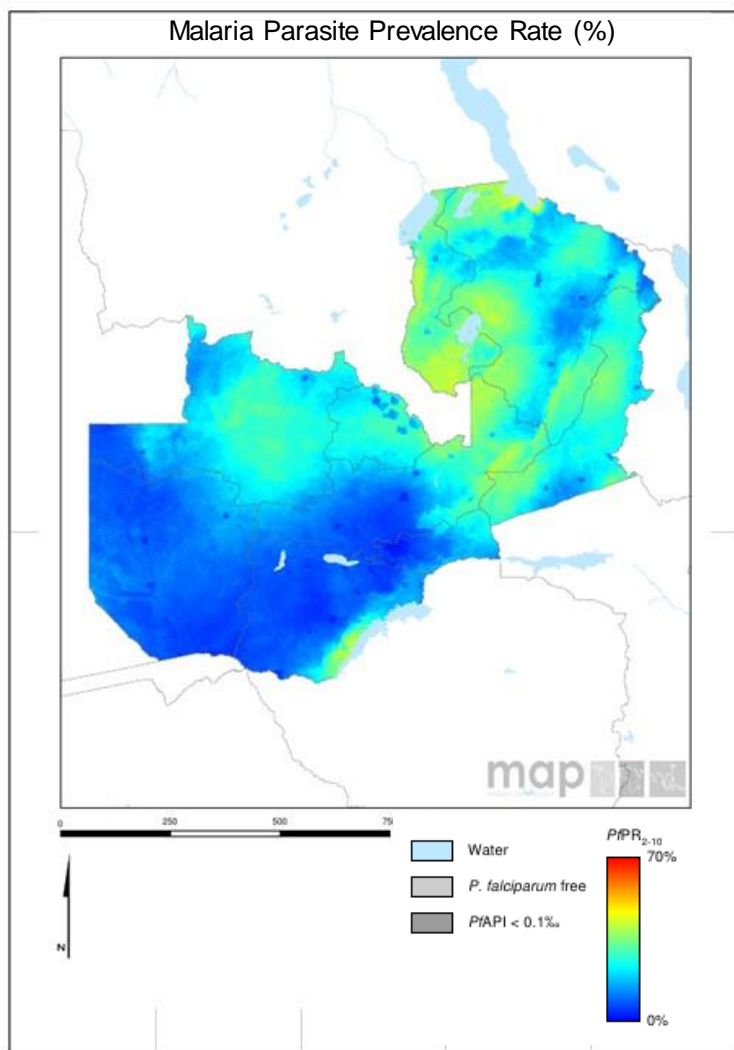 Malaria Parasite Prevalence Rate (%)
map
0 250 500 75
N
Water
P. falciparum free
PfAPI < 0.1‰
PfPR2-10
70%
0%